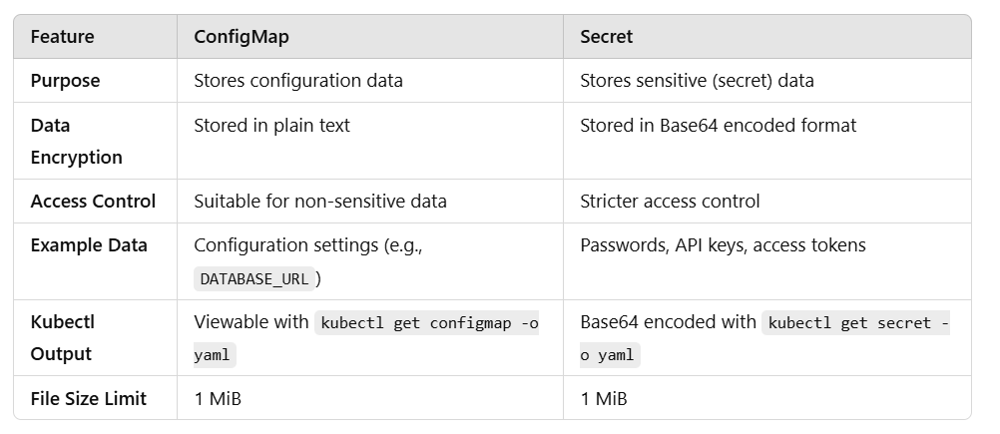 Feature ConfigMap Secret
Purpose Stores configuration data Stores sensitive (secret) data
Data Stored in plain text Stored in Base64 encoded format
Encryption
Access Control Suitable for non-sensitive data Stricter access control
Example Data Configuration settings (e.g., Passwords, API keys, access tokens
DATABASE_URL )
Kubectl Viewable with kubectl get configmap -o Base64 encoded with kubectl get secret -
Output yaml o yaml
File Size Limit 1 MiB 1 MiB